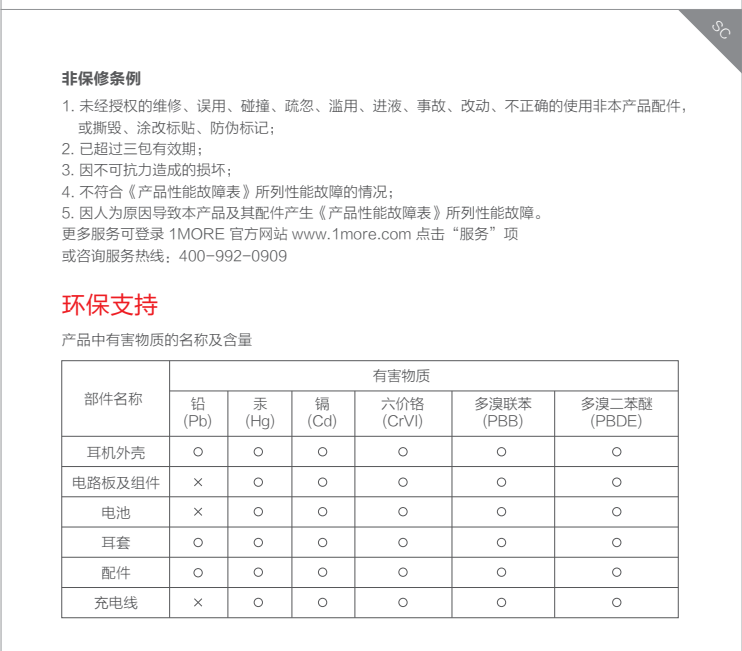 SC
非保修条例
1. 未经授权的维修、误用、碰撞、疏忽、滥用、进液、事故、改动、不正确的使用非本产品配件，
或撕毁、涂改标贴、防伪标记；
2. 已超过三包有效期；
3. 因不可抗力造成的损坏；
4. 不符合《产品性能故障表》所列性能故障的情况；
5. 因人为原因导致本产品及其配件产生《产品性能故障表》所列性能故障。
更多服务可登录 1MORE 官方网站 www.1more.com 点击“服务”项
或咨询服务热线：400-992-0909
环保支持
产品中有害物质的名称及含量
部件名称 有害物质
铅 汞 镉 六价铬 多溴联苯 多溴二苯醚
(Pb) (Hg) (Cd) (CrVI) (PBB) (PBDE)
耳机外壳 ○ ○ ○ ○ ○ ○
电路板及组件 × ○ ○ ○ ○ ○
电池 × ○ ○ ○ ○ ○
耳套 ○ ○ ○ ○ ○ ○
配件 ○ ○ ○ ○ ○ ○
充电线 × ○ ○ ○ ○ ○